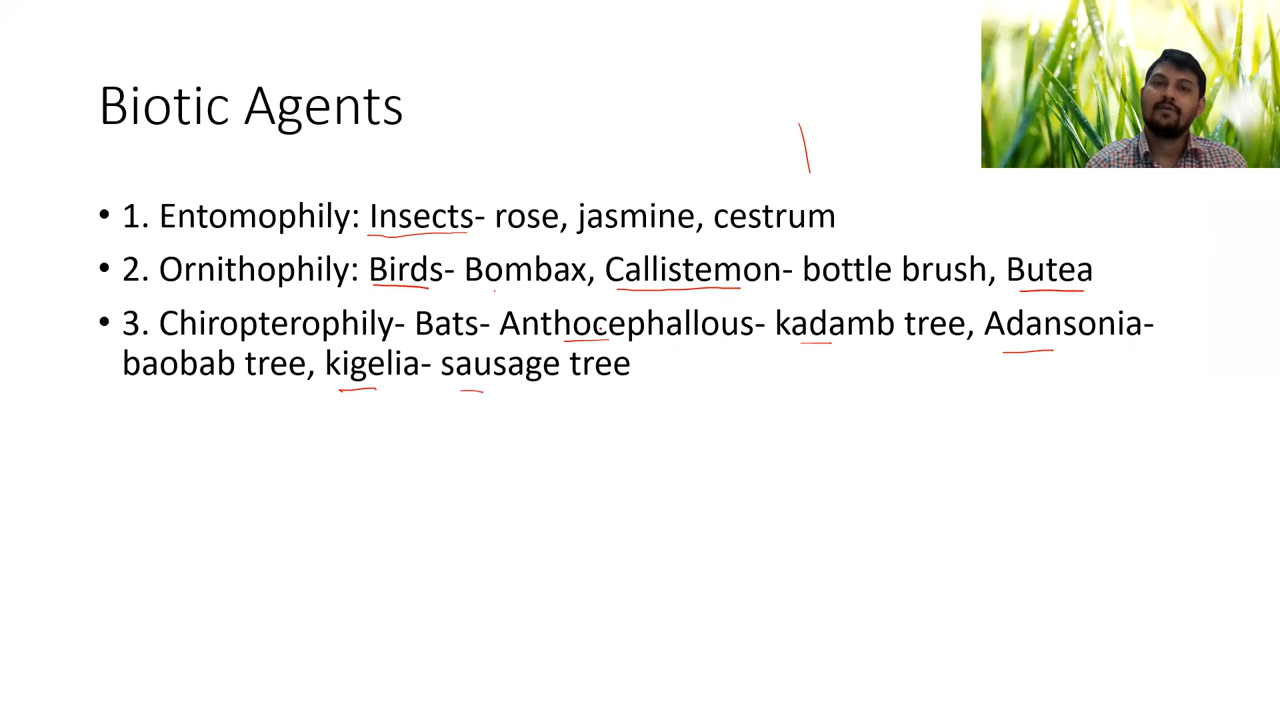 Biotic Agents
• 1. Entomophily: Insects- rose, jasmine, cestrum
• 2. Ornithophily: Birds- Bombax, Callistemon- bottle brush, Butea
• 3. Chiropterophily- Bats- Anthocephallous- kadamb tree, Adansonia-
baobab tree, kigelia- sausage tree